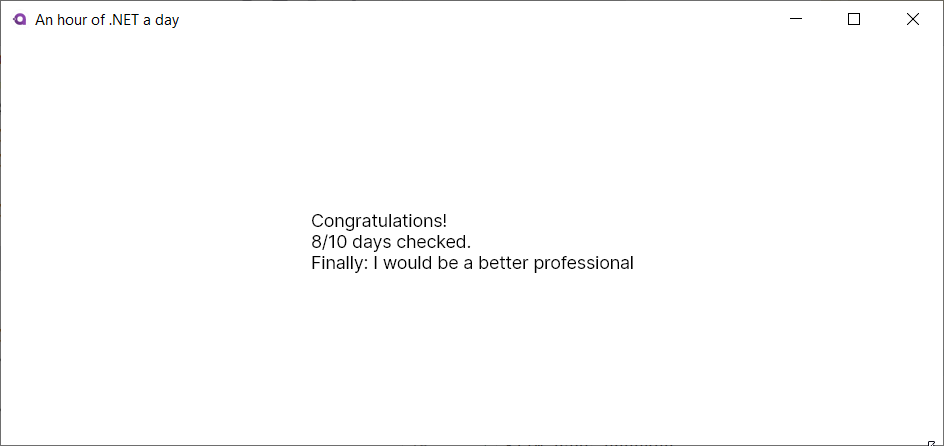 An hour of .NET a day
Congratulations!
8/10 days checked.
Finally: I would be a better professional